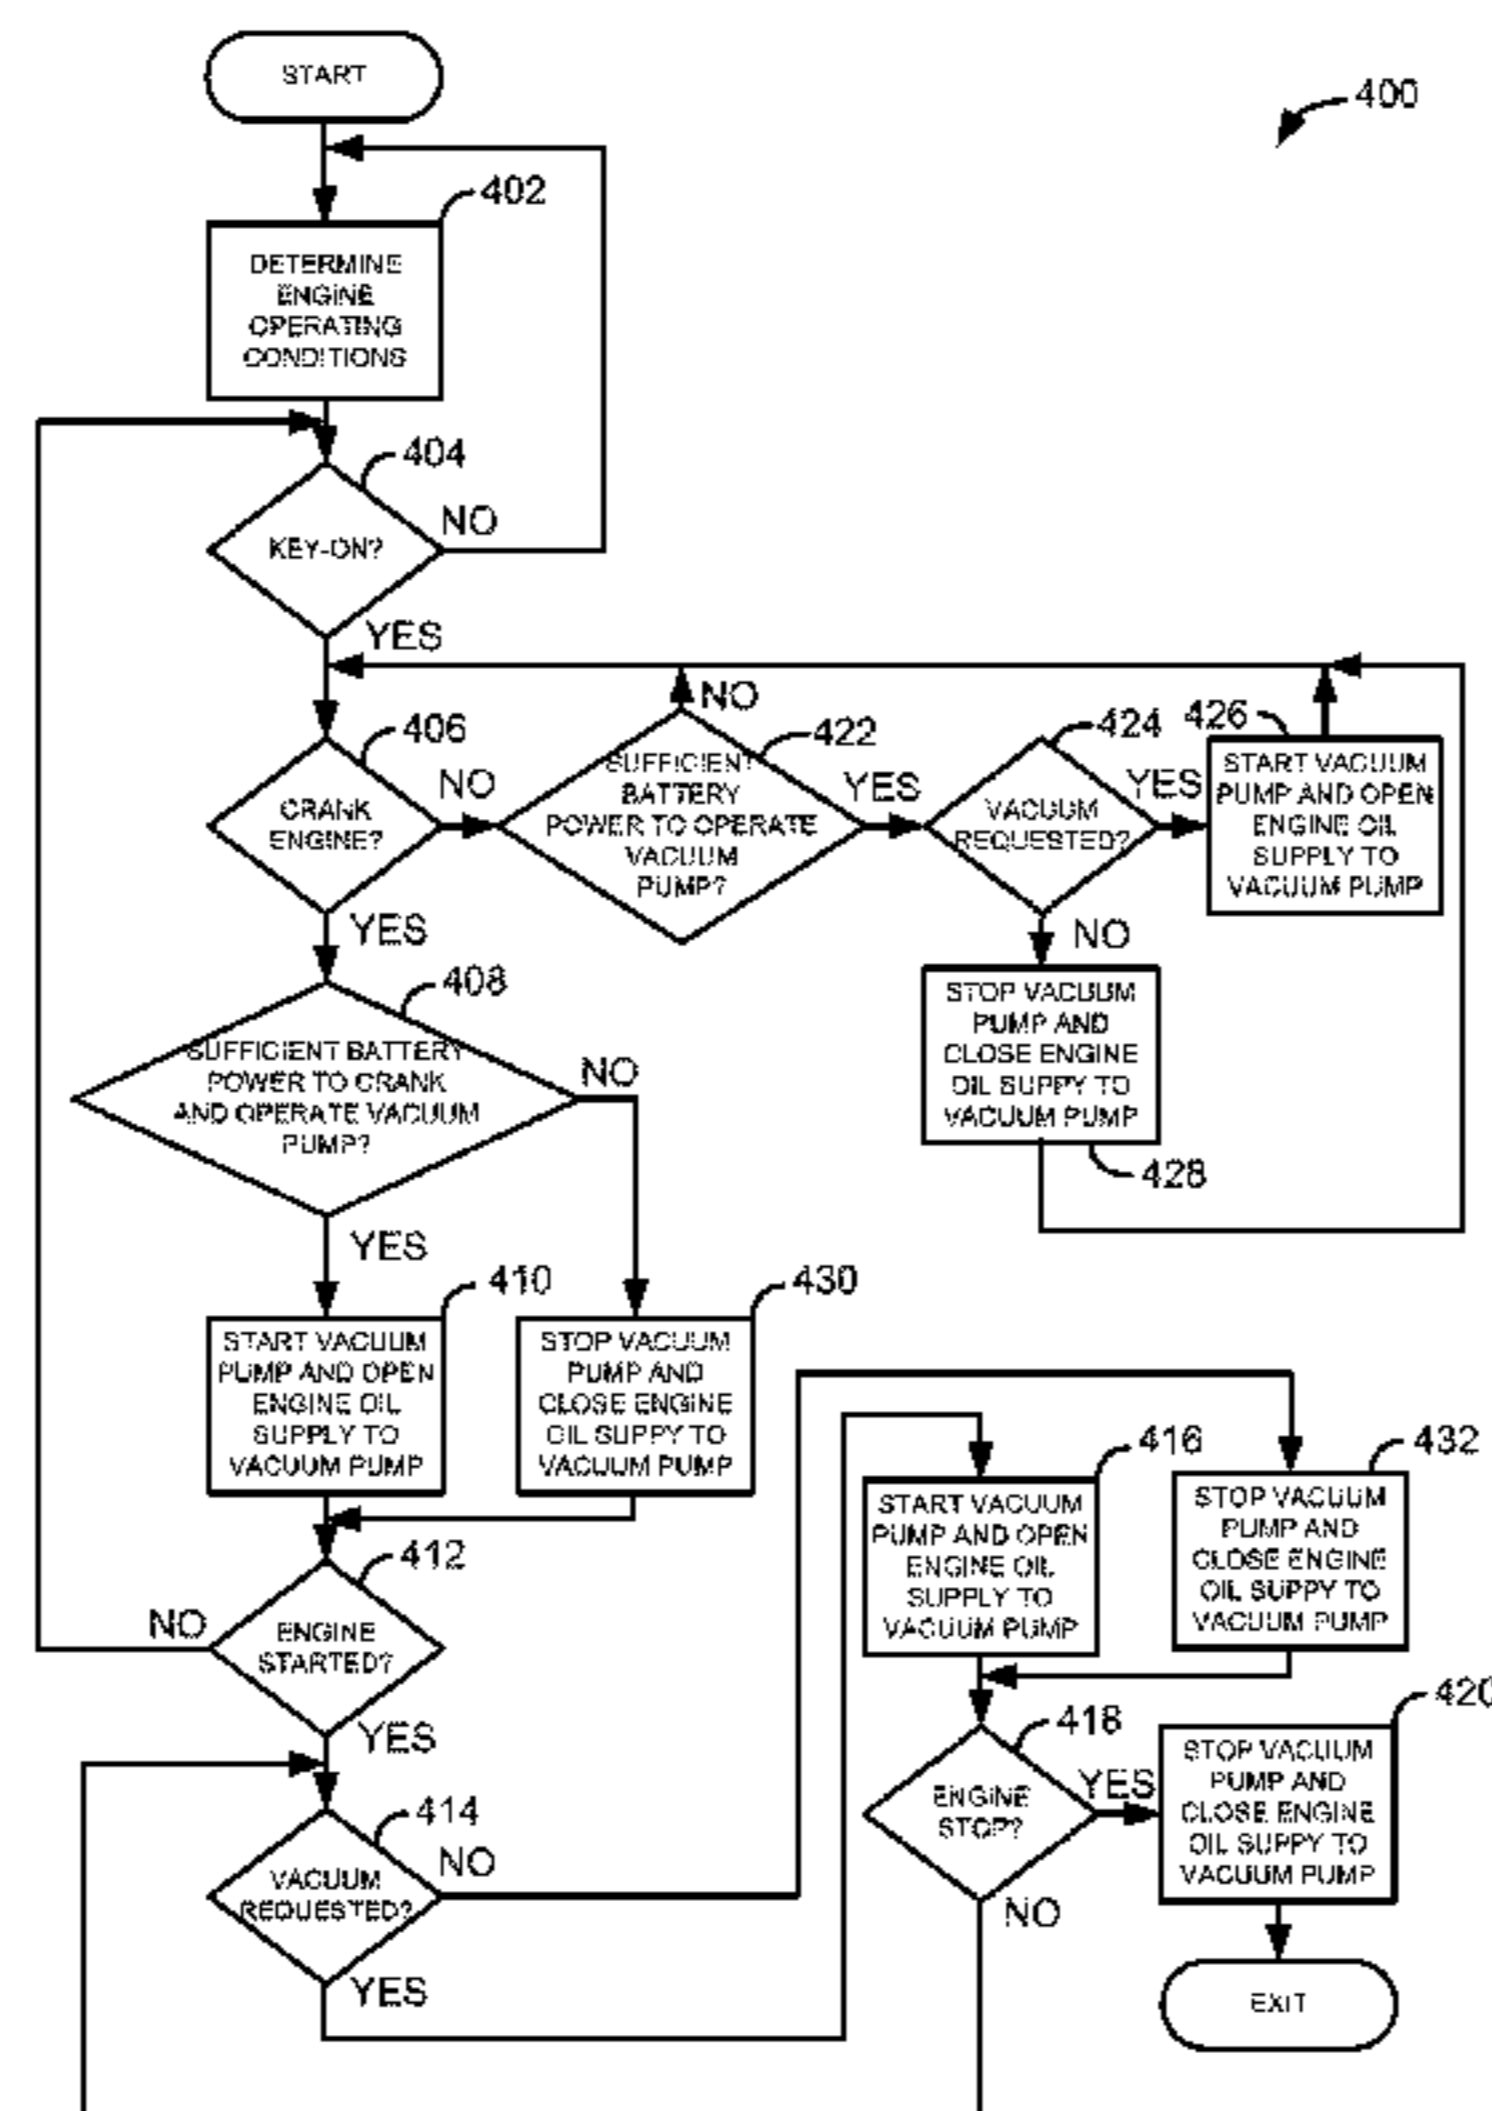 START
400
402
DETERMINE
ENGINE
OPERATING
CONDITIONS
404
KEY-ON?
NO
YES
406
CRANK
ENGINE?
NO
YES
422
SUFFICIENT
BATTERY
POWER TO OPERATE
VACUUM
PUMP?
NO
YES
424
VACUUM
REQUESTED?
YES
NO
426
START VACUUM
PUMP AND OPEN
ENGINE OIL
SUPPLY TO
VACUUM PUMP
STOP VACUUM
PUMP AND
CLOSE ENGINE
OIL SUPPY TO
VACUUM PUMP
428
408
SUFFICIENT BATTERY
POWER TO CRANK
AND OPERATE VACUUM
PUMP?
NO
YES
410
START VACUUM
PUMP AND OPEN
ENGINE OIL
SUPPLY TO
VACUUM PUMP
430
STOP VACUUM
PUMP AND
CLOSE ENGINE
OIL SUPPY TO
VACUUM PUMP
412
ENGINE
STARTED?
NO
YES
414
VACUUM
REQUESTED?
NO
YES
416
START VACUUM
PUMP AND OPEN
ENGINE OIL
SUPPLY TO
VACUUM PUMP
432
STOP VACUUM
PUMP AND
CLOSE ENGINE
OIL SUPPY TO
VACUUM PUMP
418
ENGINE
STOP?
YES
NO
420
STOP VACUUM
PUMP AND
CLOSE ENGINE
OIL SUPPY TO
VACUUM PUMP
EXIT